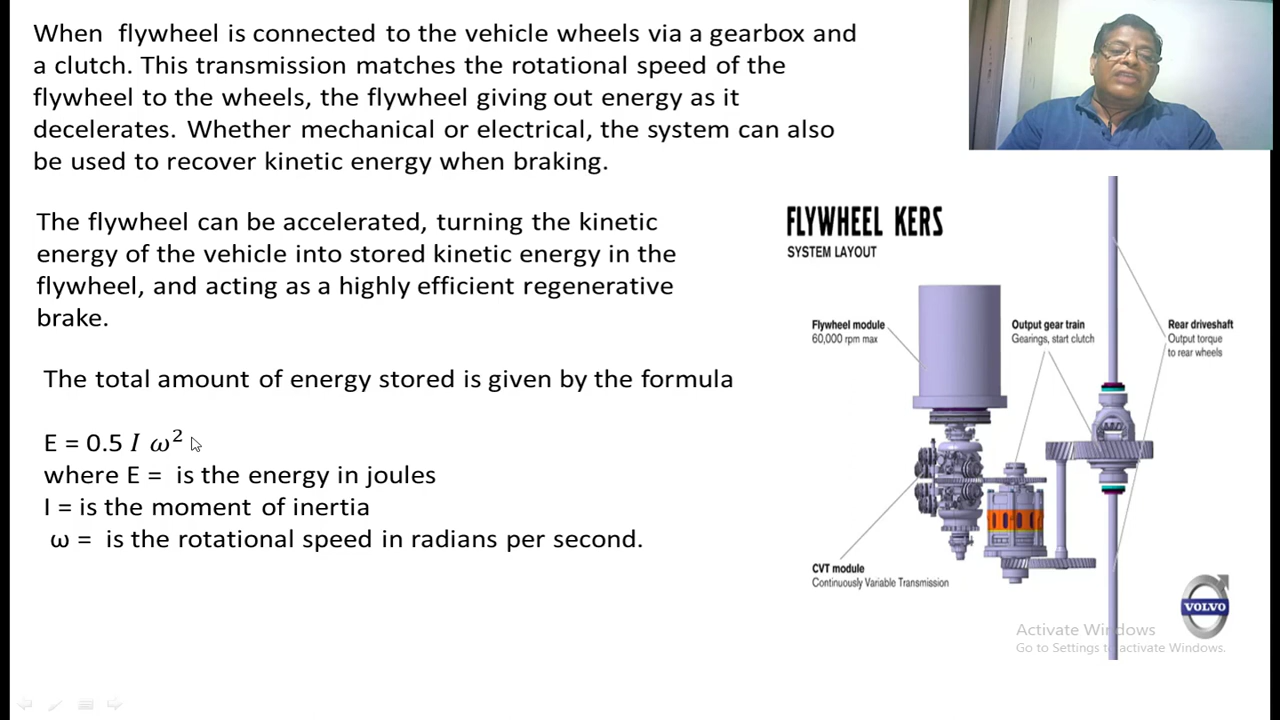 When flywheel is connected to the vehicle wheels via a gearbox and
a clutch. This transmission matches the rotational speed of the
flywheel to the wheels, the flywheel giving out energy as it
decelerates. Whether mechanical or electrical, the system can also
be used to recover kinetic energy when braking.
The flywheel can be accelerated, turning the kinetic
energy of the vehicle into stored kinetic energy in the
flywheel, and acting as a highly efficient regenerative
brake.
The total amount of energy stored is given by the formula
E = 0.5 I ω²
where E = is the energy in joules
I = is the moment of inertia
ω = is the rotational speed in radians per second.
FLYWHEEL KERS
SYSTEM LAYOUT
Flywheel module
60,000 rpm max
Output gear train
Gearings, start clutch
Rear driveshaft
Output torque
to rear wheels
CVT module
Continuously Variable Transmission
VOLVO
Activate Windows
Go to Settings to activate Windows.